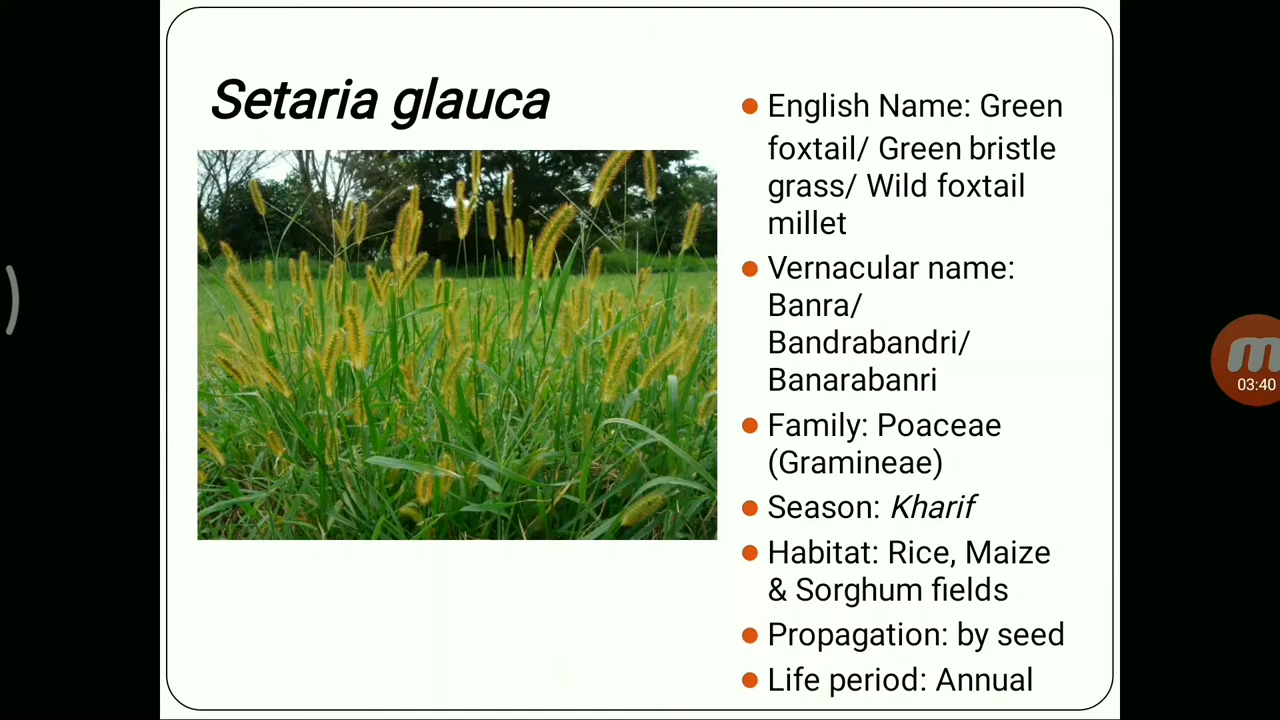 Setaria glauca
English Name: Green
foxtail/ Green bristle
grass/ Wild foxtail
millet
Vernacular name:
Banra/
Bandrabandri/
Banarabanri
Family: Poaceae
(Gramineae)
Season: Kharif
Habitat: Rice, Maize
& Sorghum fields
Propagation: by seed
Life period: Annual
03:40